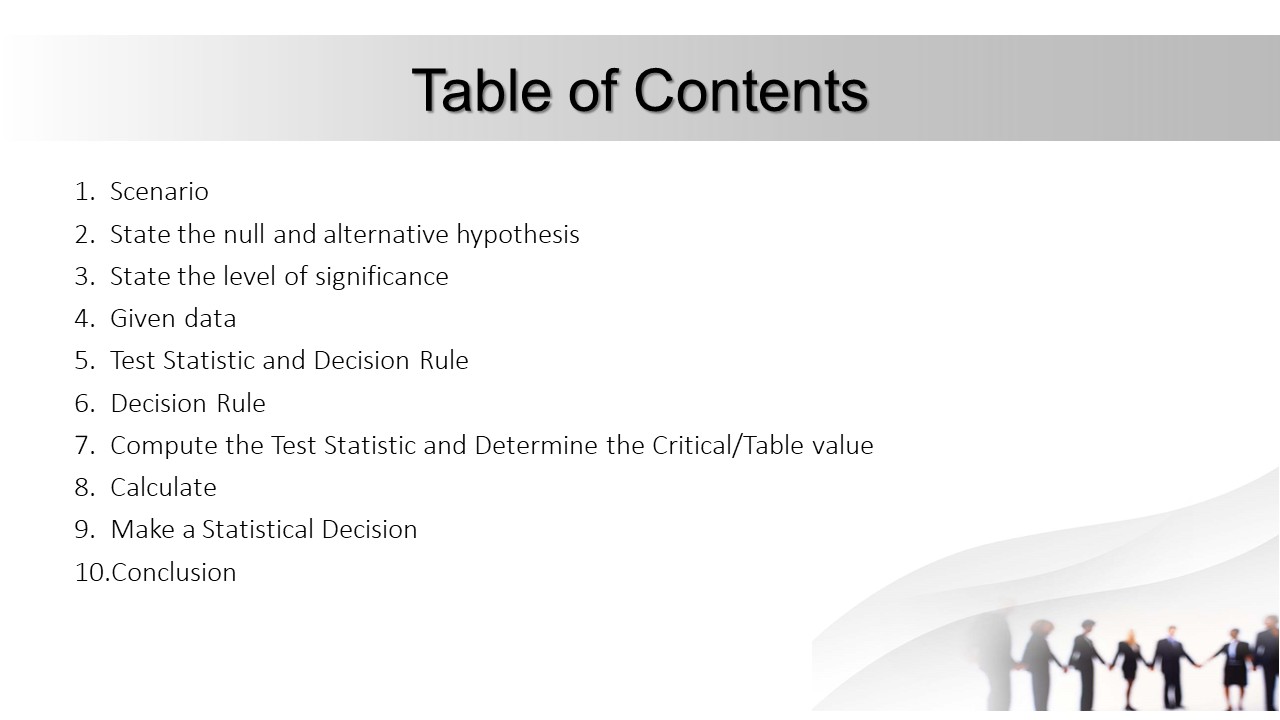 Table of Contents
1. Scenario
2. State the null and alternative hypothesis
3. State the level of significance
4. Given data
5. Test Statistic and Decision Rule
6. Decision Rule
7. Compute the Test Statistic and Determine the Critical/Table value
8. Calculate
9. Make a Statistical Decision
10.Conclusion